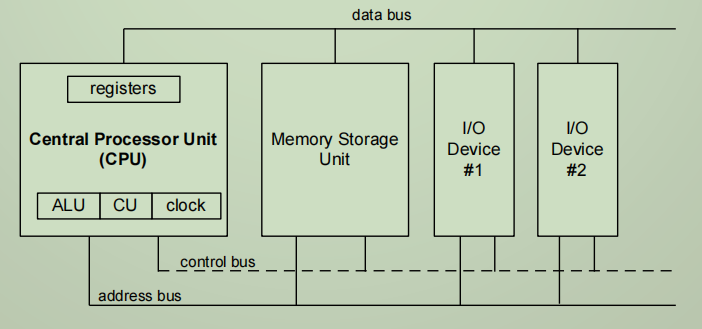 data bus
registers
Central Processor Unit
(CPU)
ALU
CU
clock
Memory Storage
Unit
I/O
Device
#1
I/O
Device
#2
control bus
address bus